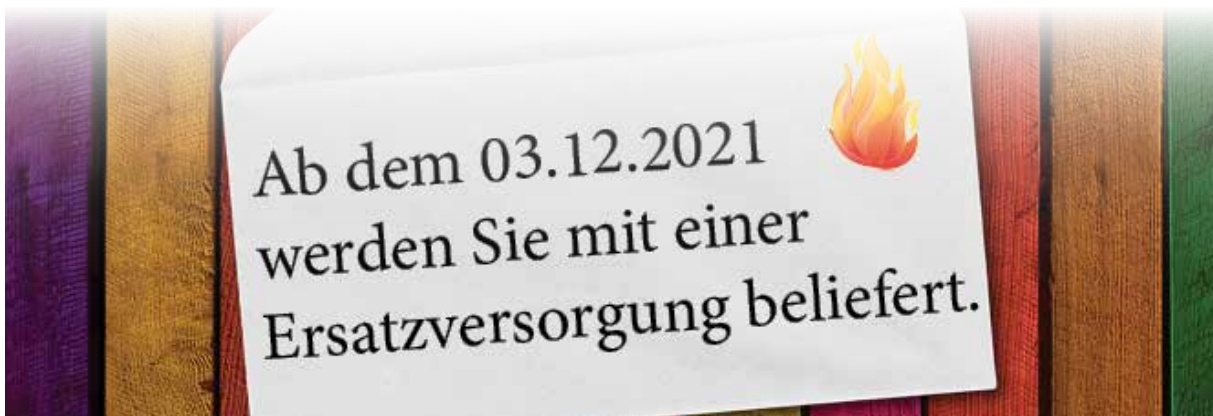 Ab dem 03.12.2021
werden Sie mit einer
Ersatzversorgung beliefert.